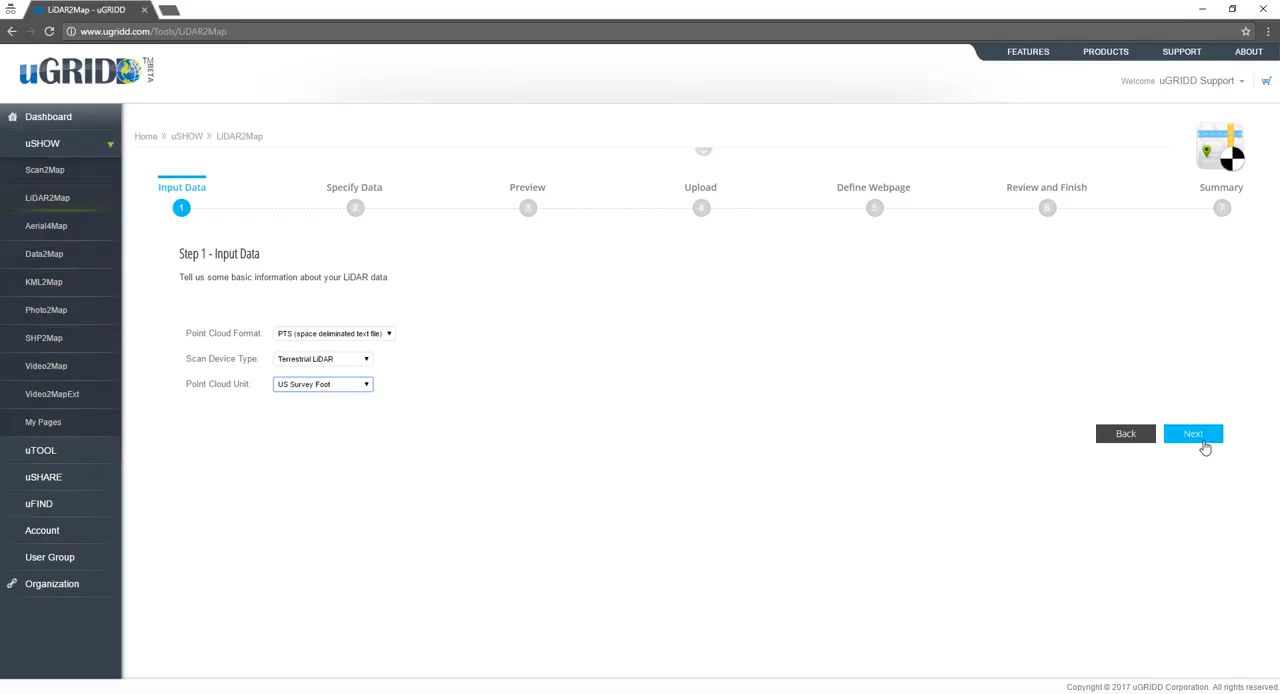 LiDAR2Map - uGRIDD
www.ugridd.com/Tools/LiDAR2Map
FEATURES PRODUCTS SUPPORT ABOUT
uGRIDD TM BETA
Welcome uGRIDD Support
Dashboard
uSHOW
Scan2Map
LiDAR2Map
Aerial4Map
Data2Map
KML2Map
Photo2Map
SHP2Map
Video2Map
Video2MapExt
My Pages
uTOOL
uSHARE
uFIND
Account
User Group
Organization
Home » uSHOW » LiDAR2Map
Input Data Specify Data Preview Upload Define Webpage Review and Finish Summary
1 2 3 4 5 6 7
Step 1 - Input Data
Tell us some basic information about your LiDAR data.
Point Cloud Format: PTS (space deliminated text file)
Scan Device Type: Terrestrial LiDAR
Point Cloud Unit: US Survey Foot
Back Next
Copyright © 2017 uGRIDD Corporation. All rights reserved.